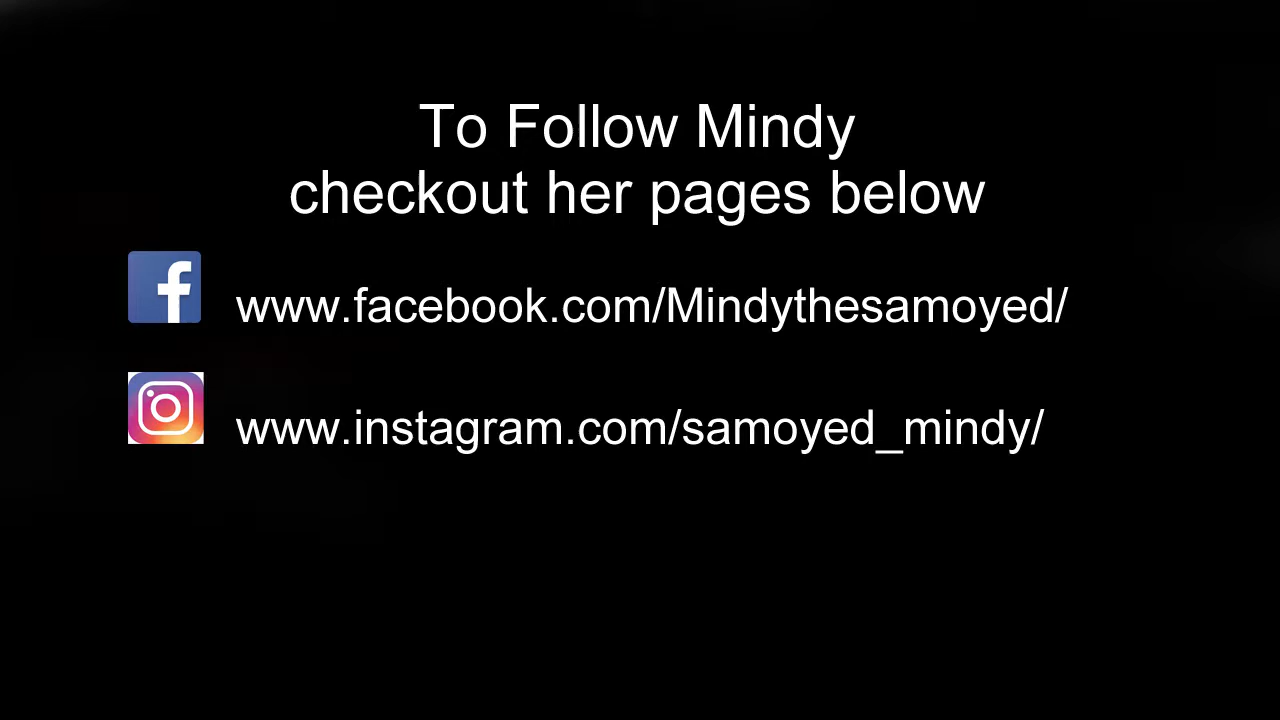 To Follow Mindy
checkout her pages below
www.facebook.com/Mindythesamoyed/
www.instagram.com/samoyed_mindy/